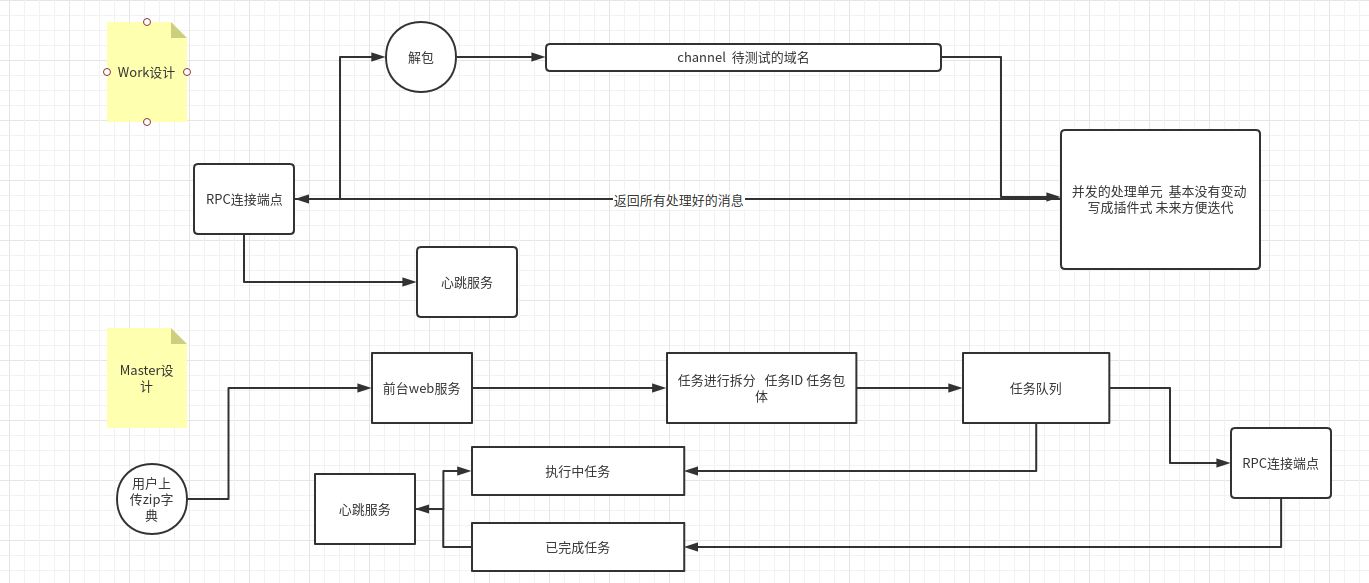 Work设计
解包
channel 待测试的域名
RPC连接端点
返回所有处理好的消息
并发的处理单元 基本没有变动
写成插件式 未来方便迭代
心跳服务
Master设
计
前台web服务
任务进行拆分 任务ID 任务包
体
任务队列
RPC连接端点
用户上
传zip字
典
执行中任务
心跳服务
已完成任务